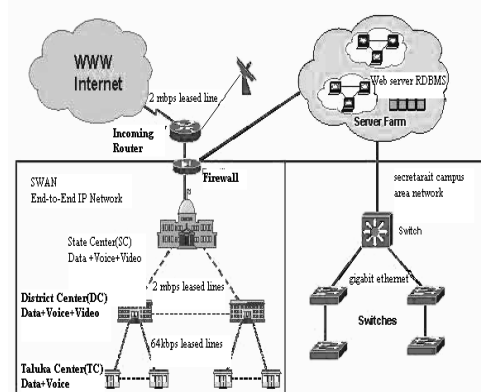 WWW
Internet
2 mbps leased line
Incoming
Router
Web server RDBMS
Server Farm
Firewall
SWAN
End-to-End IP Network
secretarait campus
area network
State Center(SC)
Data +Voice+Video
Switch
2 mbps leased lines
gigabit ethernet
District Center(DC)
Data+Voice+Video
Switches
64kbps leased lines
Taluka Center(TC)
Data+Voice